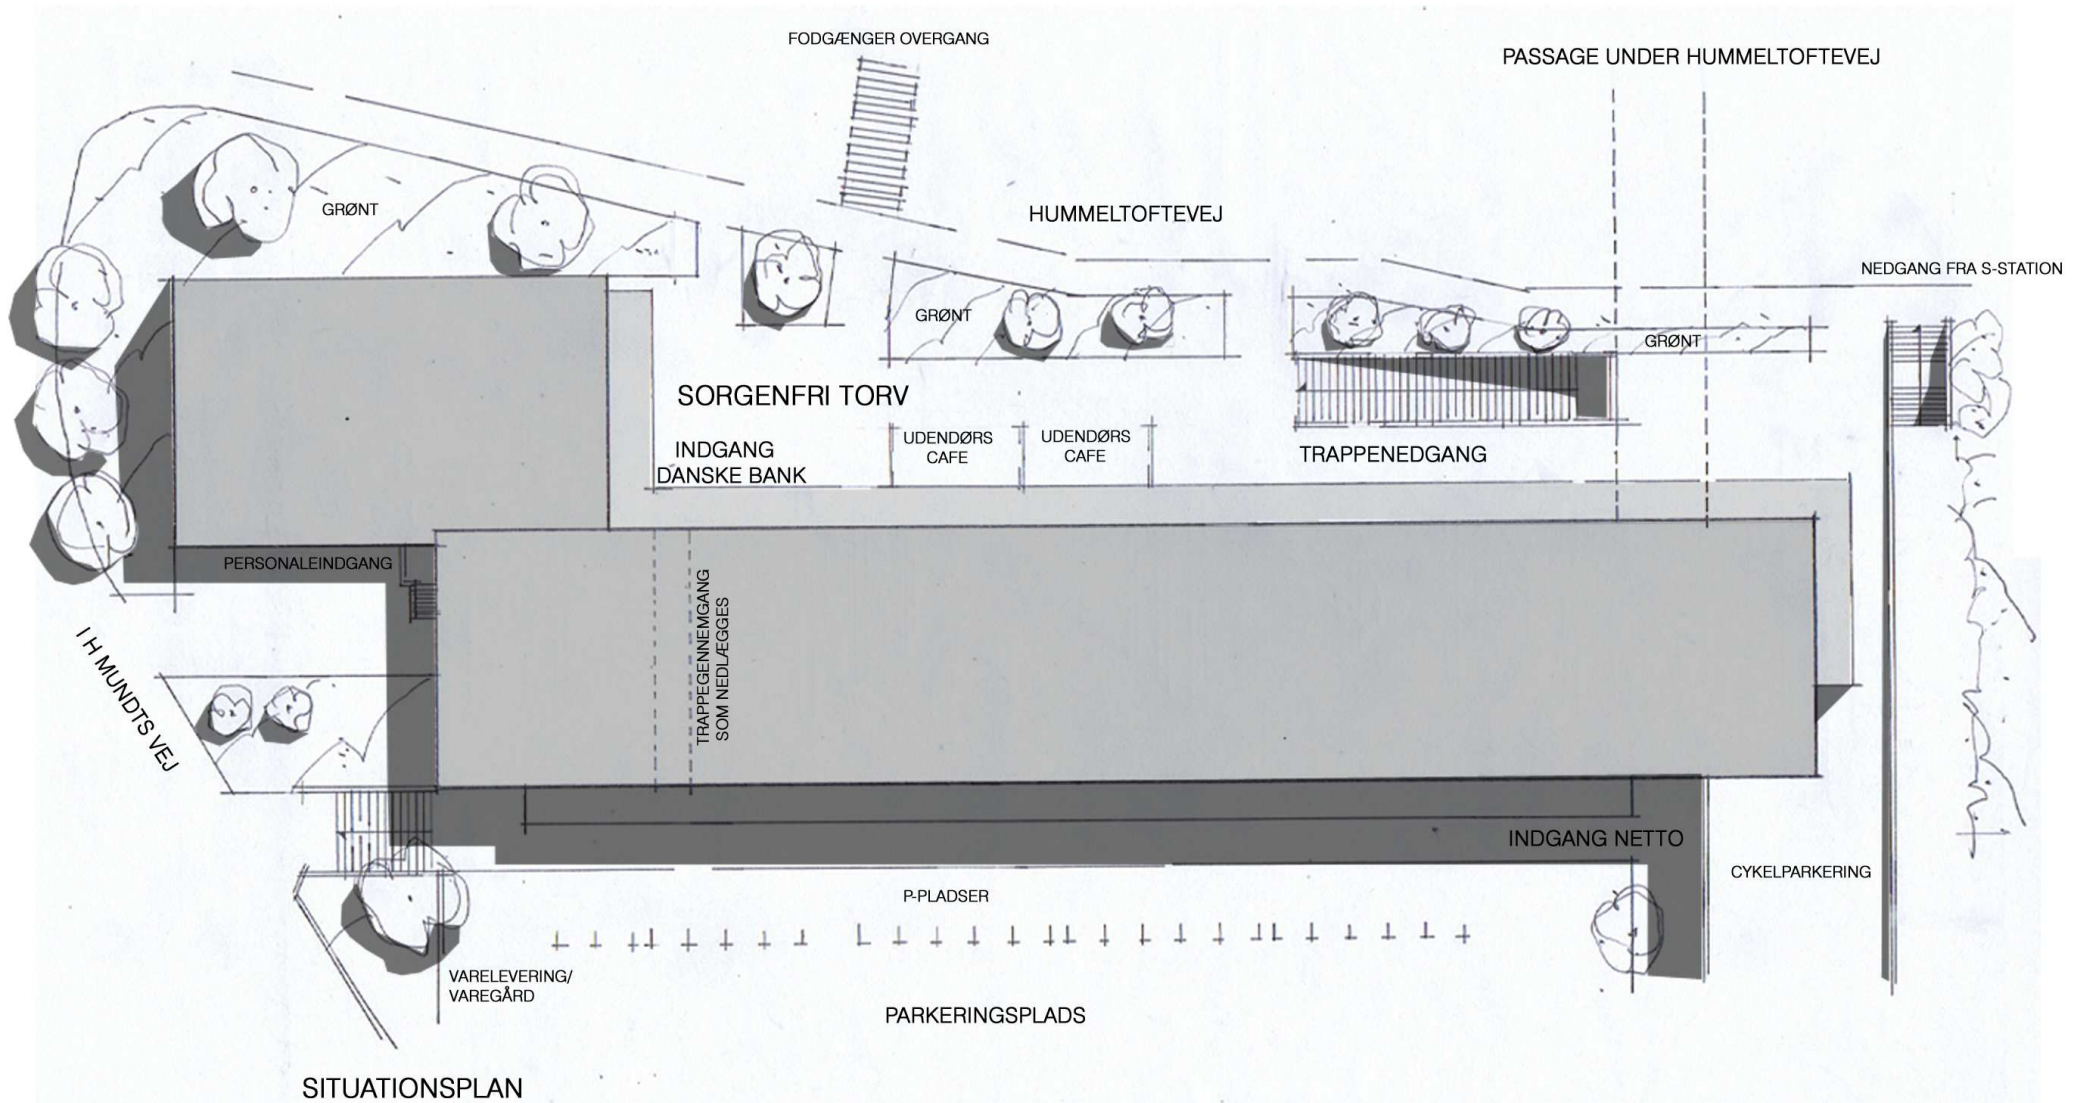 FODGÆNGER OVERGANG
PASSAGE UNDER HUMMELTOFTEVEJ
GRØNT
HUMMELTOFTEVEJ
NEDGANG FRA S-STATION
GRØNT
GRØNT
SORGENFRI TORV
INDGANG
DANSKE BANK
UDENDØRS
CAFE
UDENDØRS
CAFE
TRAPPENEDGANG
PERSONALEINDGANG
TRAPPEGENNEMGANG
SOM NEDLÆGGES
I H MUNDTS VEJ
INDGANG NETTO
CYKELPARKERING
P-PLADSER
VARELEVERING/
VAREGÅRD
PARKERINGSPLADS
SITUATIONSPLAN